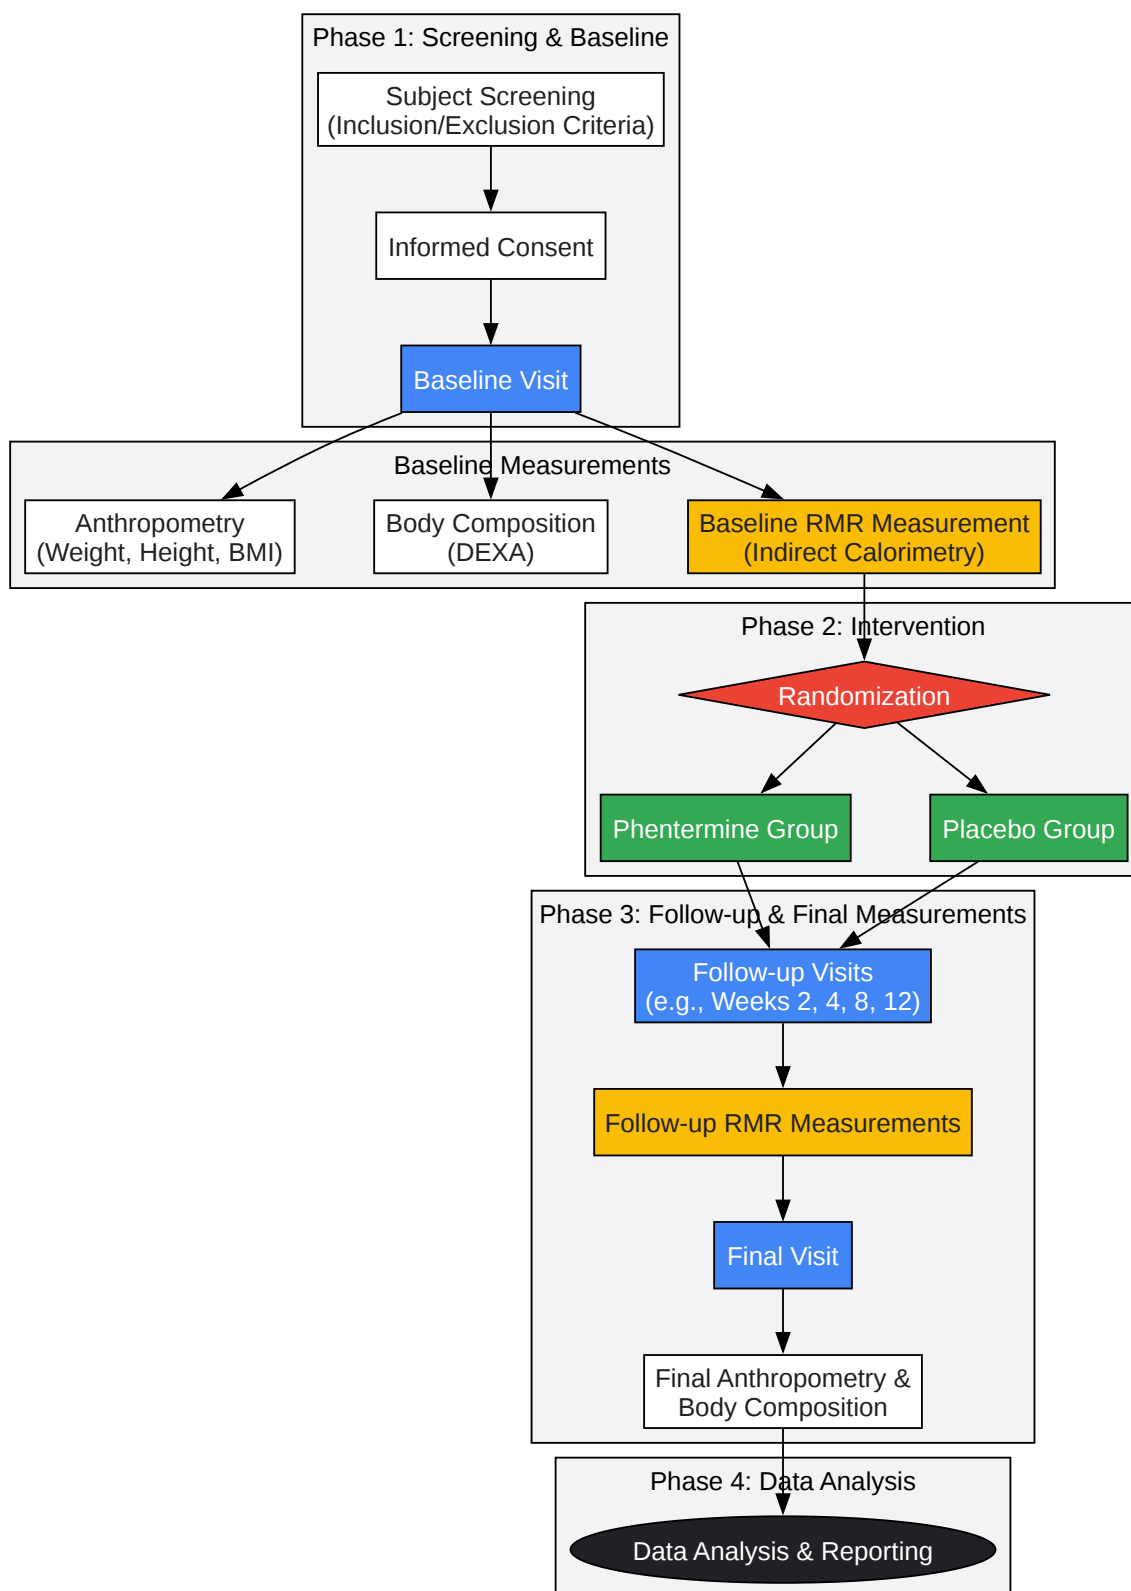 Phase 1: Screening & Baseline
Subject Screening
(Inclusion/Exclusion Criteria)
Informed Consent
Baseline Visit
Baseline Measurements
Anthropometry
(Weight, Height, BMI)
Body Composition
(DEXA)
Baseline RMR Measurement
(Indirect Calorimetry)
Phase 2: Intervention
Randomization
Phentermine Group
Placebo Group
Phase 3: Follow-up & Final Measurements
Follow-up Visits
(e.g., Weeks 2, 4, 8, 12)
Follow-up RMR Measurements
Final Visit
Final Anthropometry &
Body Composition
Phase 4: Data Analysis
Data Analysis & Reporting